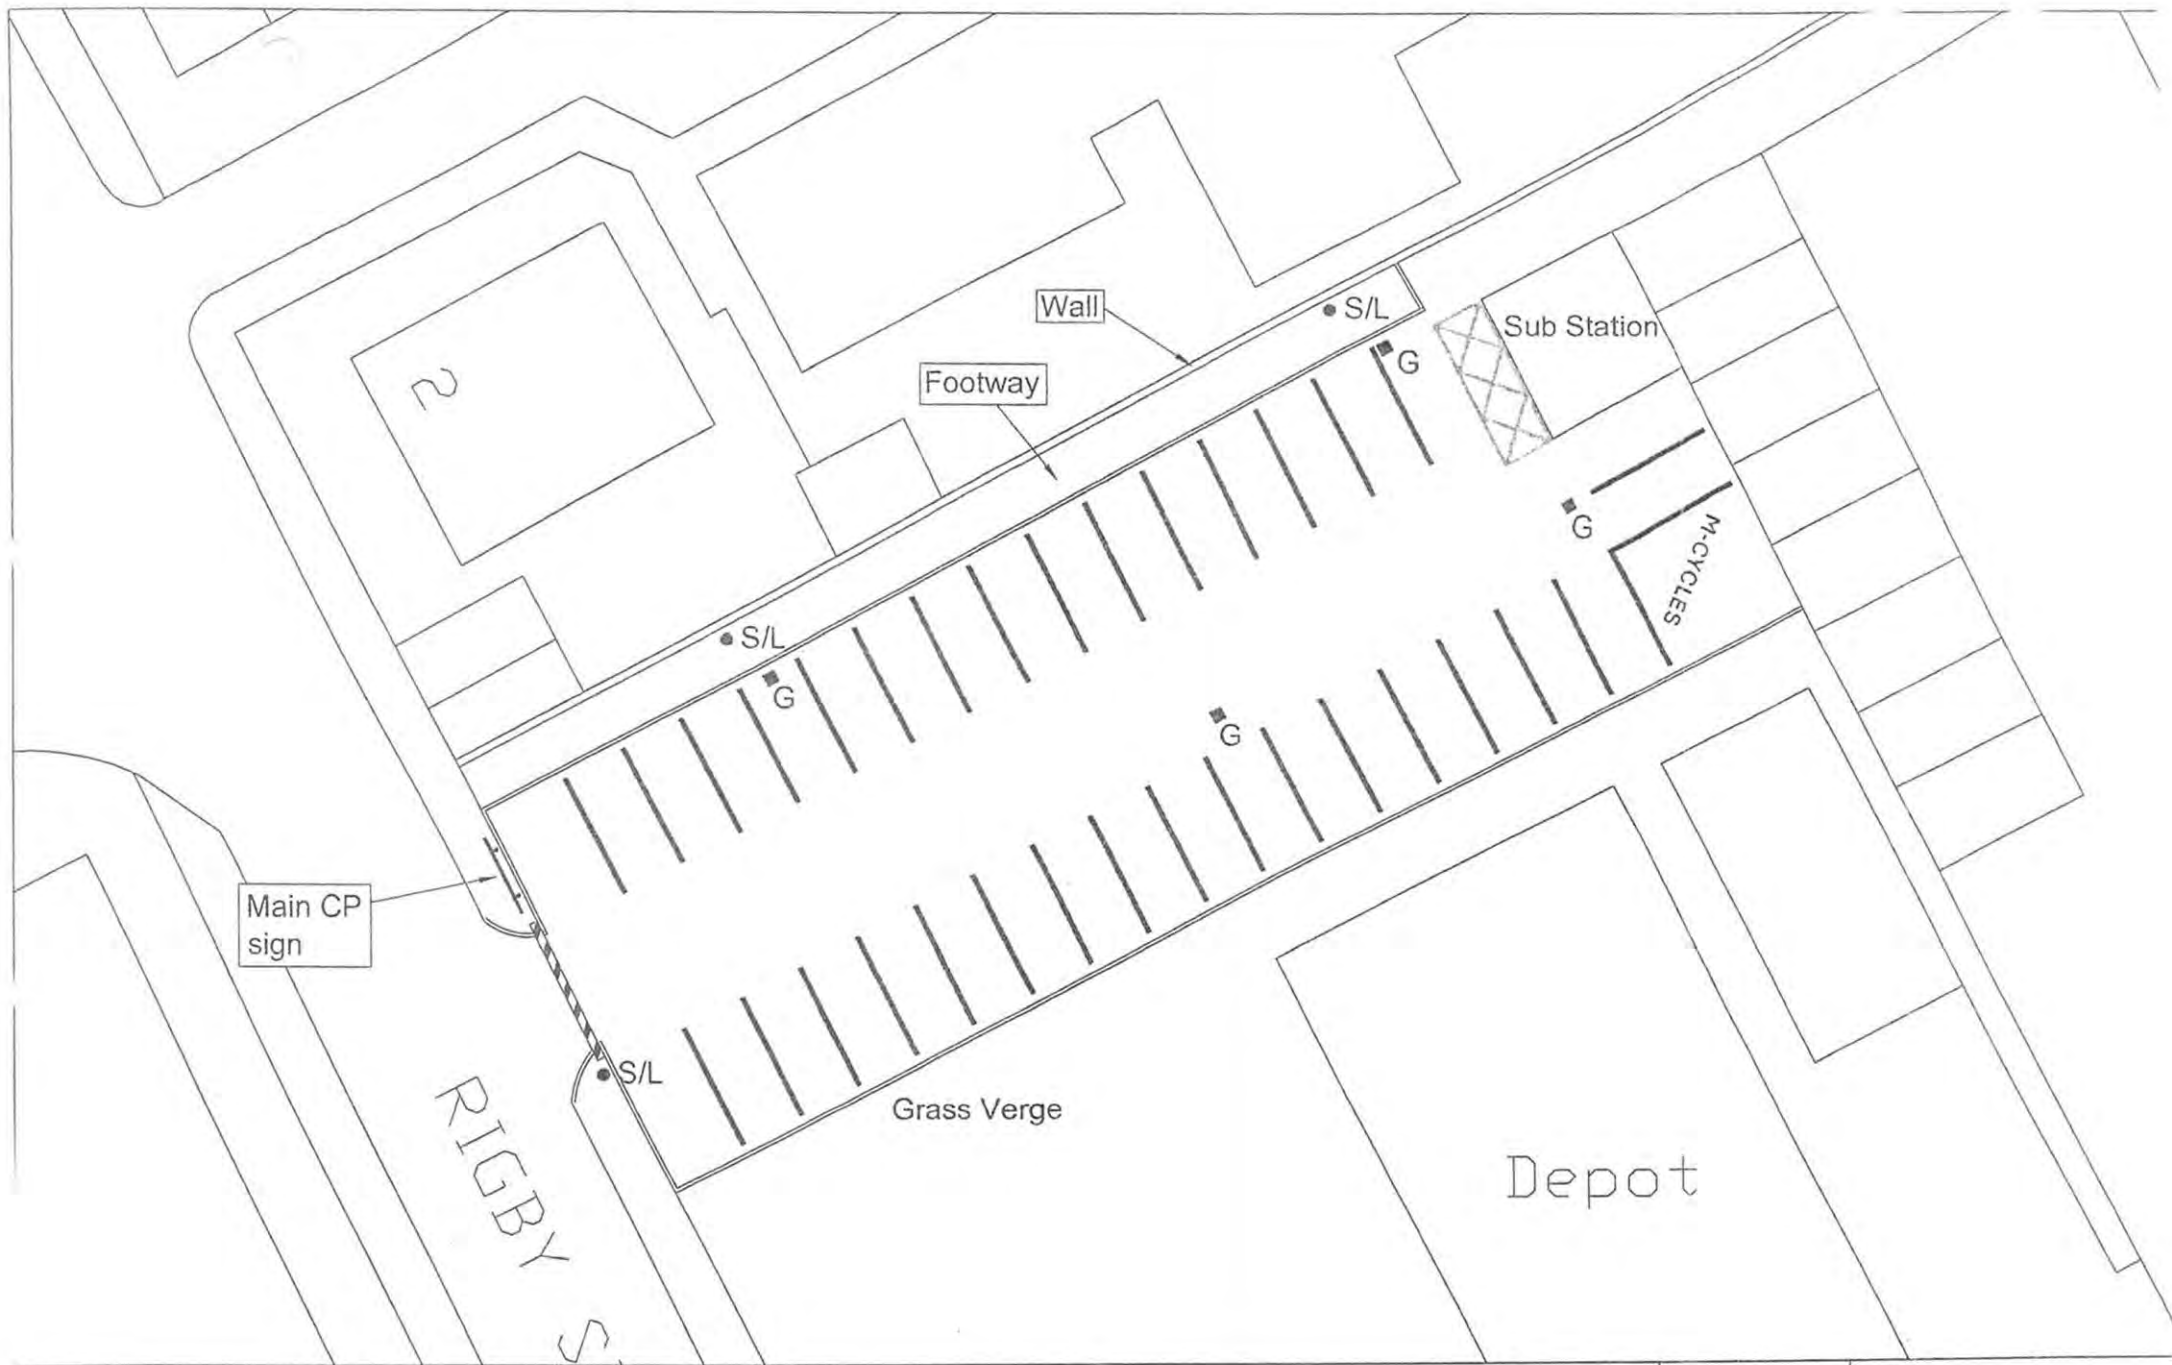 2
Wall
S/L
Sub Station
G
Footway
G
M-CYCLES
S/L
G
G
Main CP
sign
S/L
Grass Verge
RIGBY
Depot